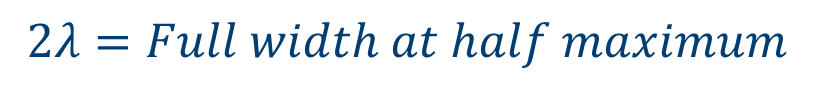 2λ = Full width at half maximum